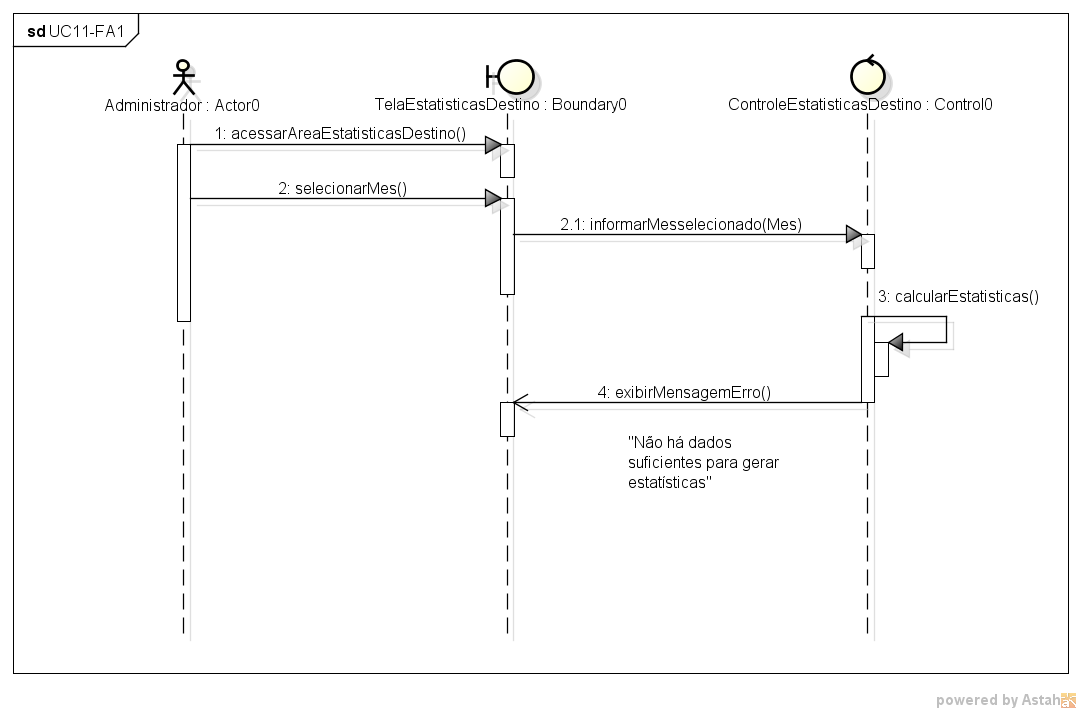 sd UC11-FA1
Administrador : Actor0
TelaEstatisticasDestino : Boundary0
ControleEstatisticasDestino : Control0
1: acessarAreaEstatisticasDestino()
2: selecionarMes()
2.1: informarMesselecionado(Mes)
3: calcularEstatisticas()
4: exibirMensagemErro()
"Não há dados
suficientes para gerar
estatísticas"
powered by Astah